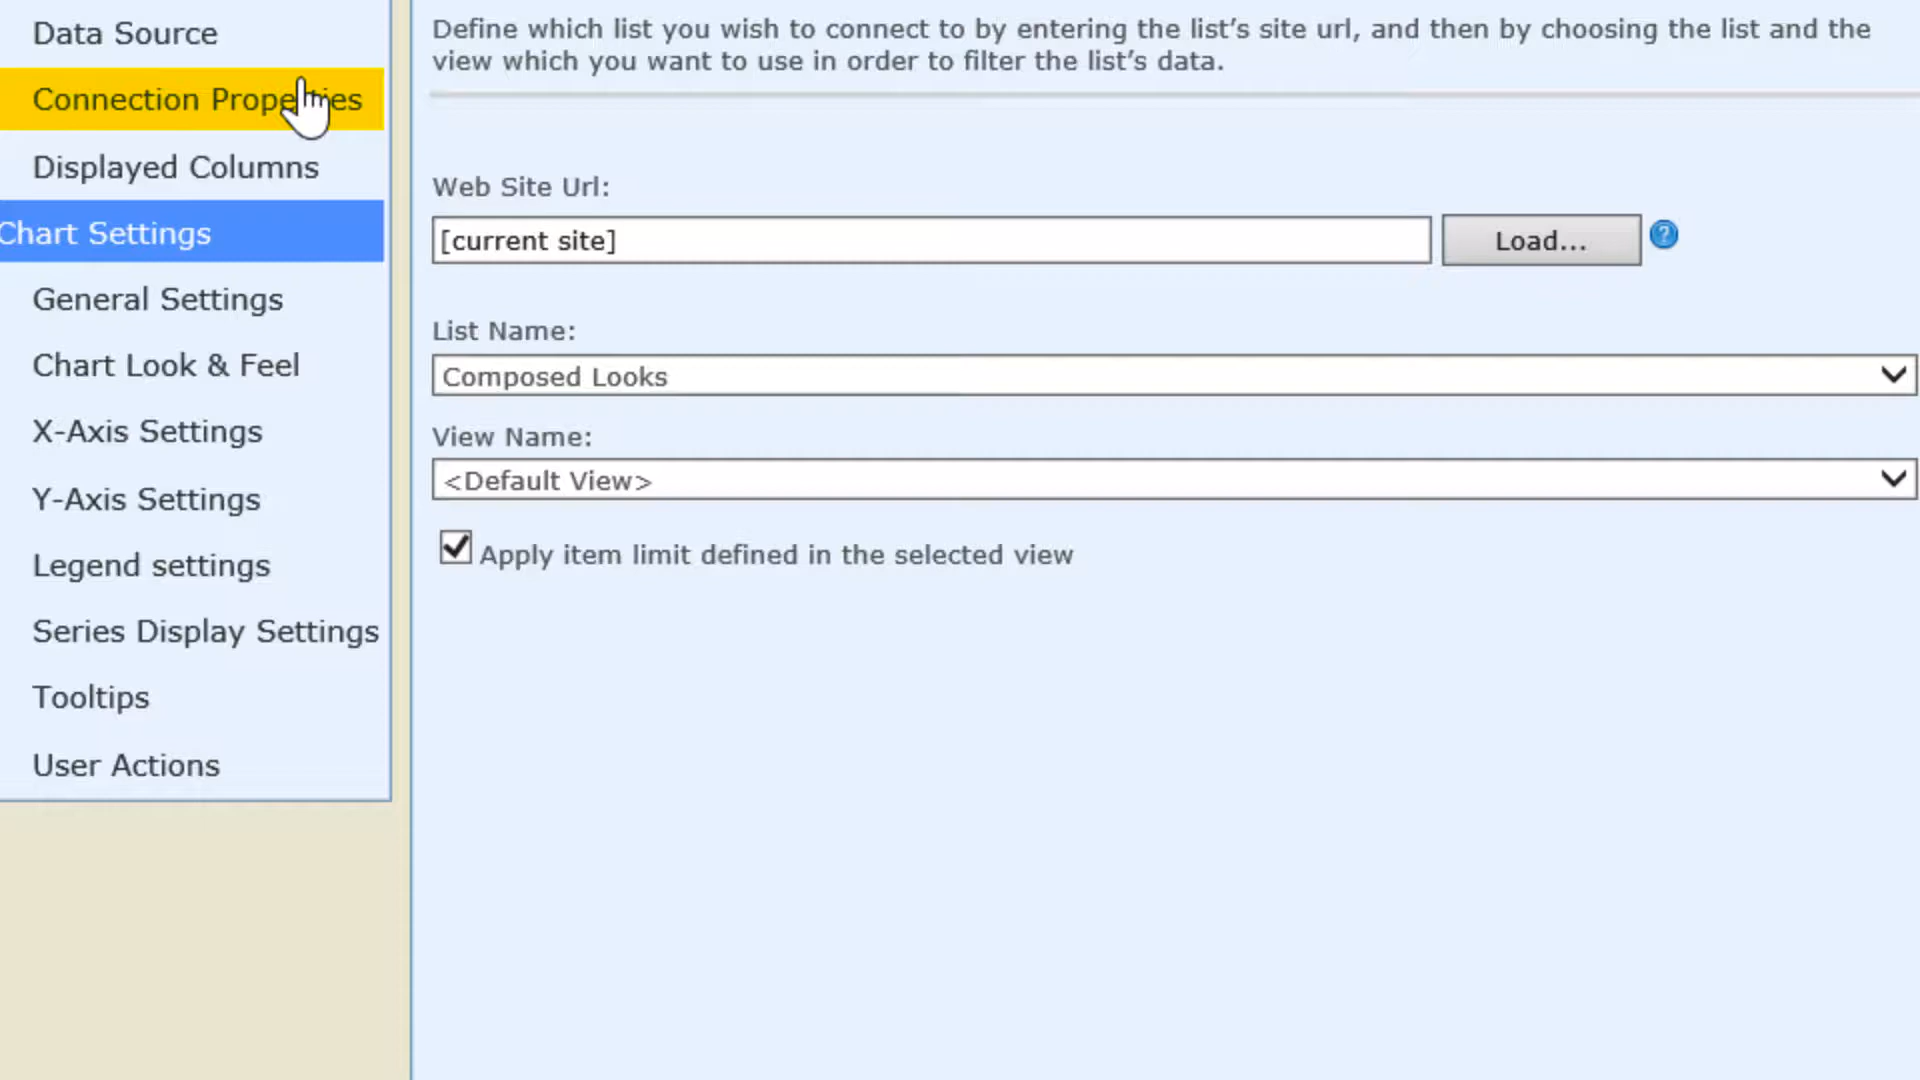 Data Source
Connection Properties
Displayed Columns
Chart Settings
General Settings
Chart Look & Feel
X-Axis Settings
Y-Axis Settings
Legend settings
Series Display Settings
Tooltips
User Actions
Define which list you wish to connect to by entering the list's site url, and then by choosing the list and the
view which you want to use in order to filter the list's data.
Web Site Url:
[current site]
Load...
?
List Name:
Composed Looks
View Name:
<Default View>
Apply item limit defined in the selected view